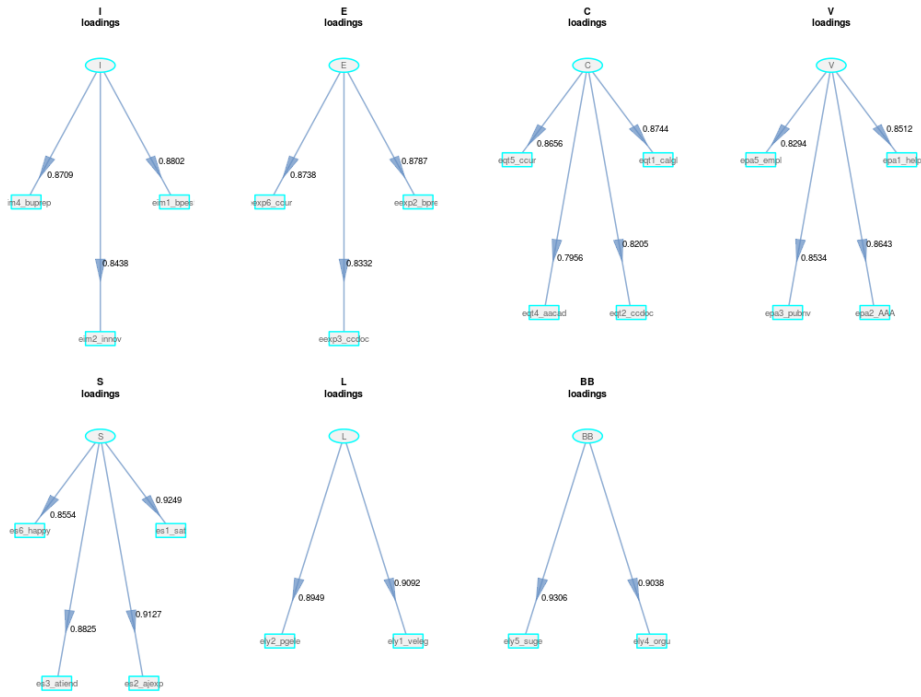 I
loadings
E
loadings
C
loadings
V
loadings
I
E
C
V
0.8802
0.8709
0.8438
im4_buprep
eim1_bpes
eim2_innov
0.8787
0.8738
0.8332
exp6_ccur
eexp2_bpre
eexp3_ccdoc
0.8744
0.8656
eqt5_ccur
eqt1_calgl
0.8205
0.7956
eqt4_aacad
eqt2_ccdoc
0.8512
0.8294
epa5_empl
epa1_help
0.8643
0.8534
epa3_pubnv
epa2_AAA
S
loadings
L
loadings
BB
loadings
S
L
BB
0.9249
0.8554
es6_happy
es1_sat
0.9127
0.8825
es3_atiend
es2_ajexp
0.9092
0.8949
ely2_pgele
ely1_veleg
0.9038
0.9306
ely5_suge
ely4_orgu